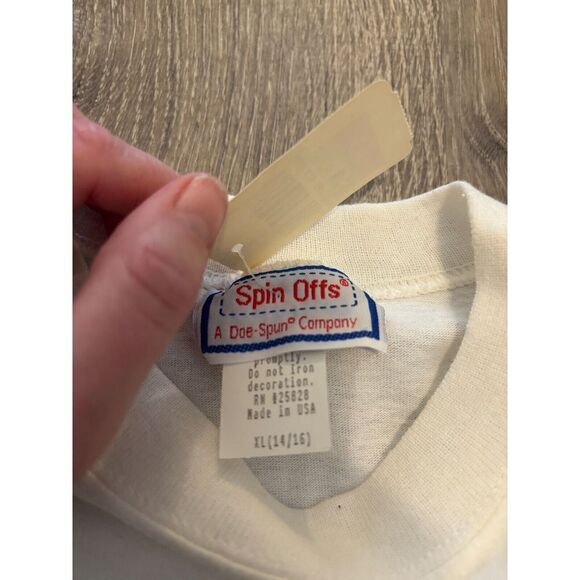 Spin Offs®
A Doe-Spun® Company
promptly.
Do not Iron
decoration.
RN #25828
Made in USA
XL(14/16)